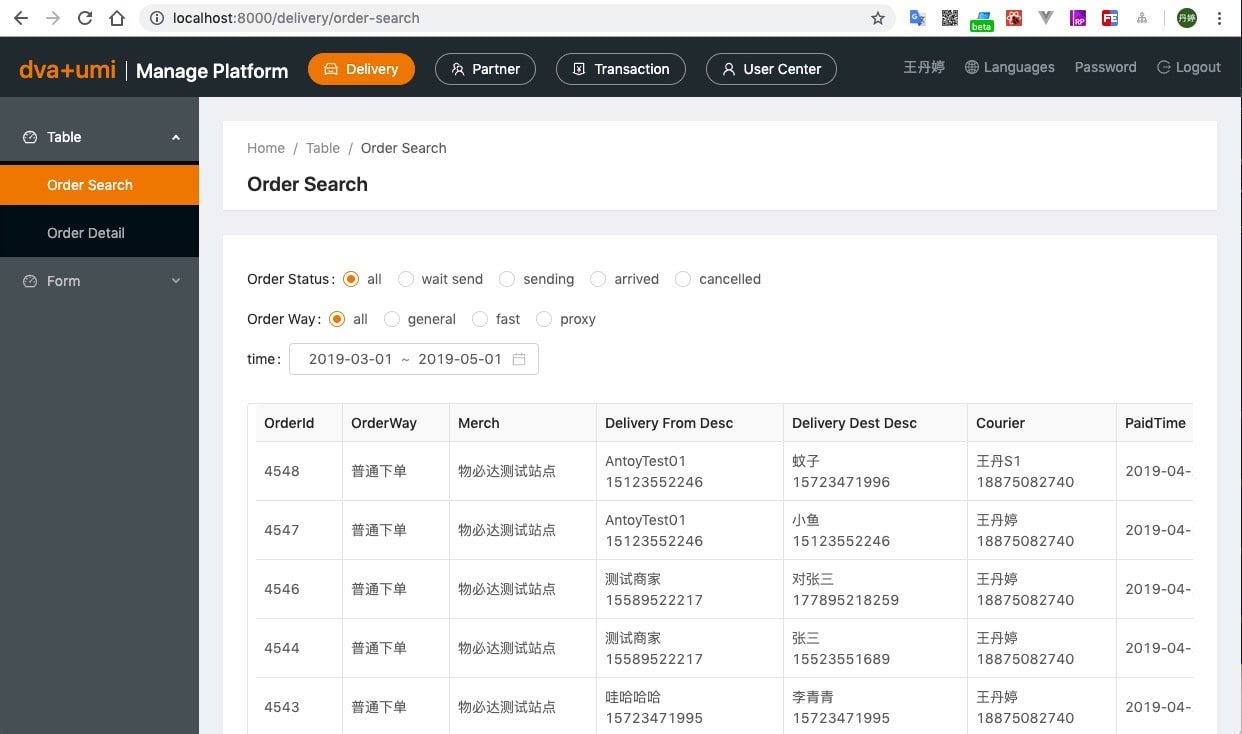 localhost:8000/delivery/order-search
beta
RP
FE
丹婷
dva+umi | Manage Platform
Delivery
Partner
Transaction
User Center
王丹婷
Languages
Password
Logout
Table
Order Search
Order Detail
Form
Home / Table / Order Search
Order Search
Order Status: all wait send sending arrived cancelled
Order Way: all general fast proxy
time: 2019-03-01 ~ 2019-05-01
OrderId OrderWay Merch Delivery From Desc Delivery Dest Desc Courier PaidTime
4548 普通下单 物必达测试站点 AntoyTest01 蚊子 王丹S1 2019-04-
15123552246 15723471996 18875082740
4547 普通下单 物必达测试站点 AntoyTest01 小鱼 王丹婷 2019-04-
15123552246 15123552246 18875082740
4546 普通下单 物必达测试站点 测试商家 对张三 王丹婷 2019-04-
15589522217 177895218259 18875082740
4544 普通下单 物必达测试站点 测试商家 张三 王丹婷 2019-04-
15589522217 15523551689 18875082740
4543 普通下单 物必达测试站点 哇哈哈哈 李青青 王丹婷 2019-04-
15723471995 15723471995 18875082740